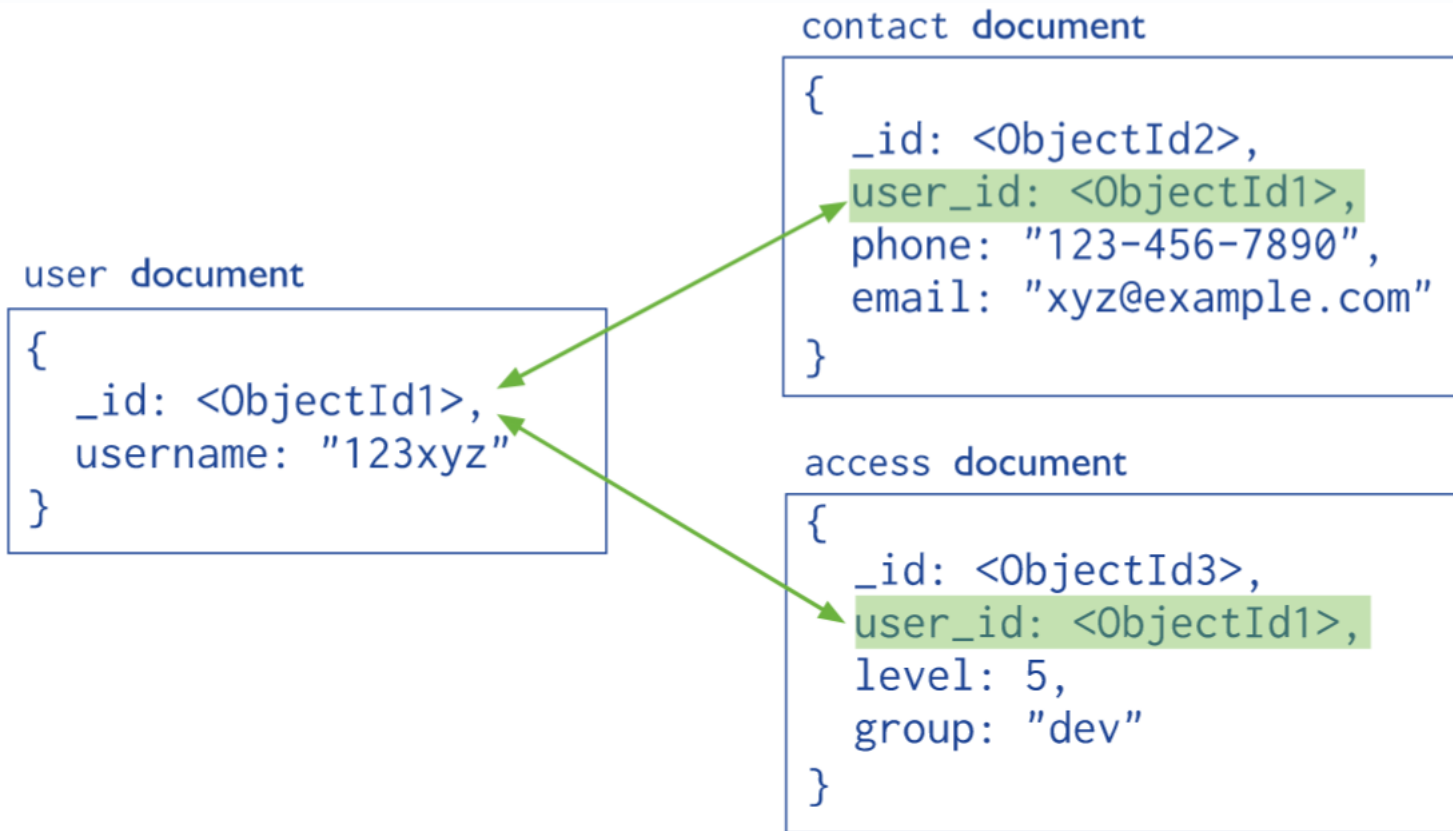 user document
{
_id: <ObjectId1>,
username: "123xyz"
}
contact document
{
_id: <ObjectId2>,
user_id: <ObjectId1>,
phone: "123-456-7890",
email: "xyz@example.com"
}
access document
{
_id: <ObjectId3>,
user_id: <ObjectId1>,
level: 5,
group: "dev"
}